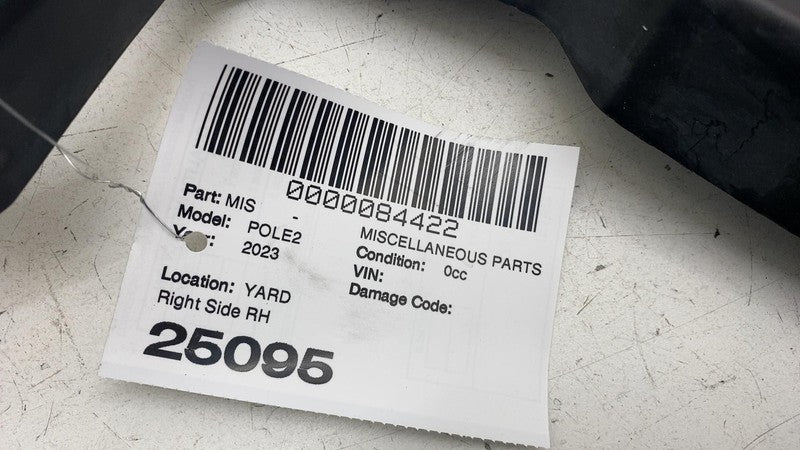 0000084422
Part: MIS - MISCELLANEOUS PARTS
Model: POLE2 Condition: 0cc
Year: 2023 VIN:
Damage Code:
Location: YARD
Right Side RH
25095